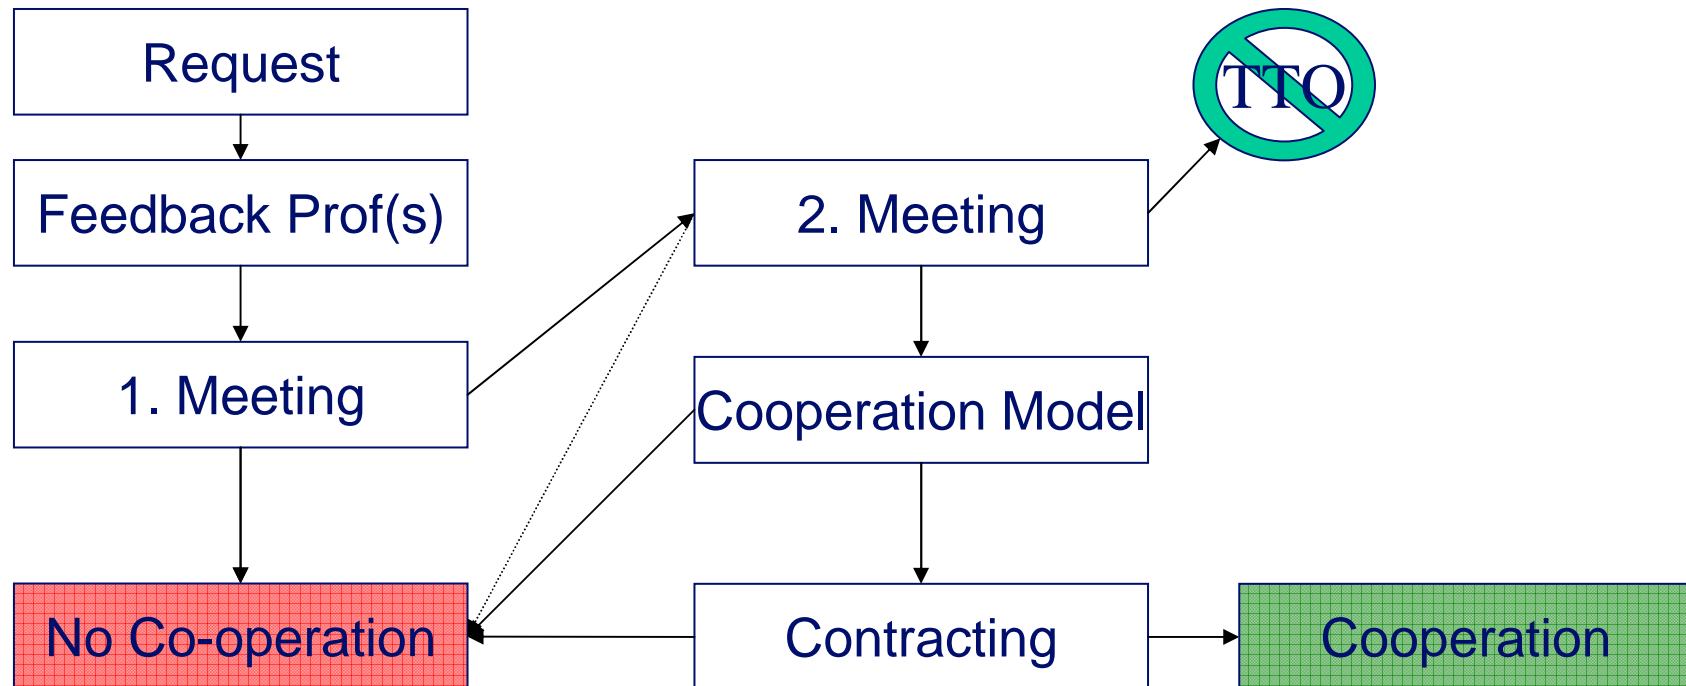 Request
Feedback Prof(s)
1. Meeting
No Co-operation
2. Meeting
Cooperation Model
Contracting
TTO
Cooperation